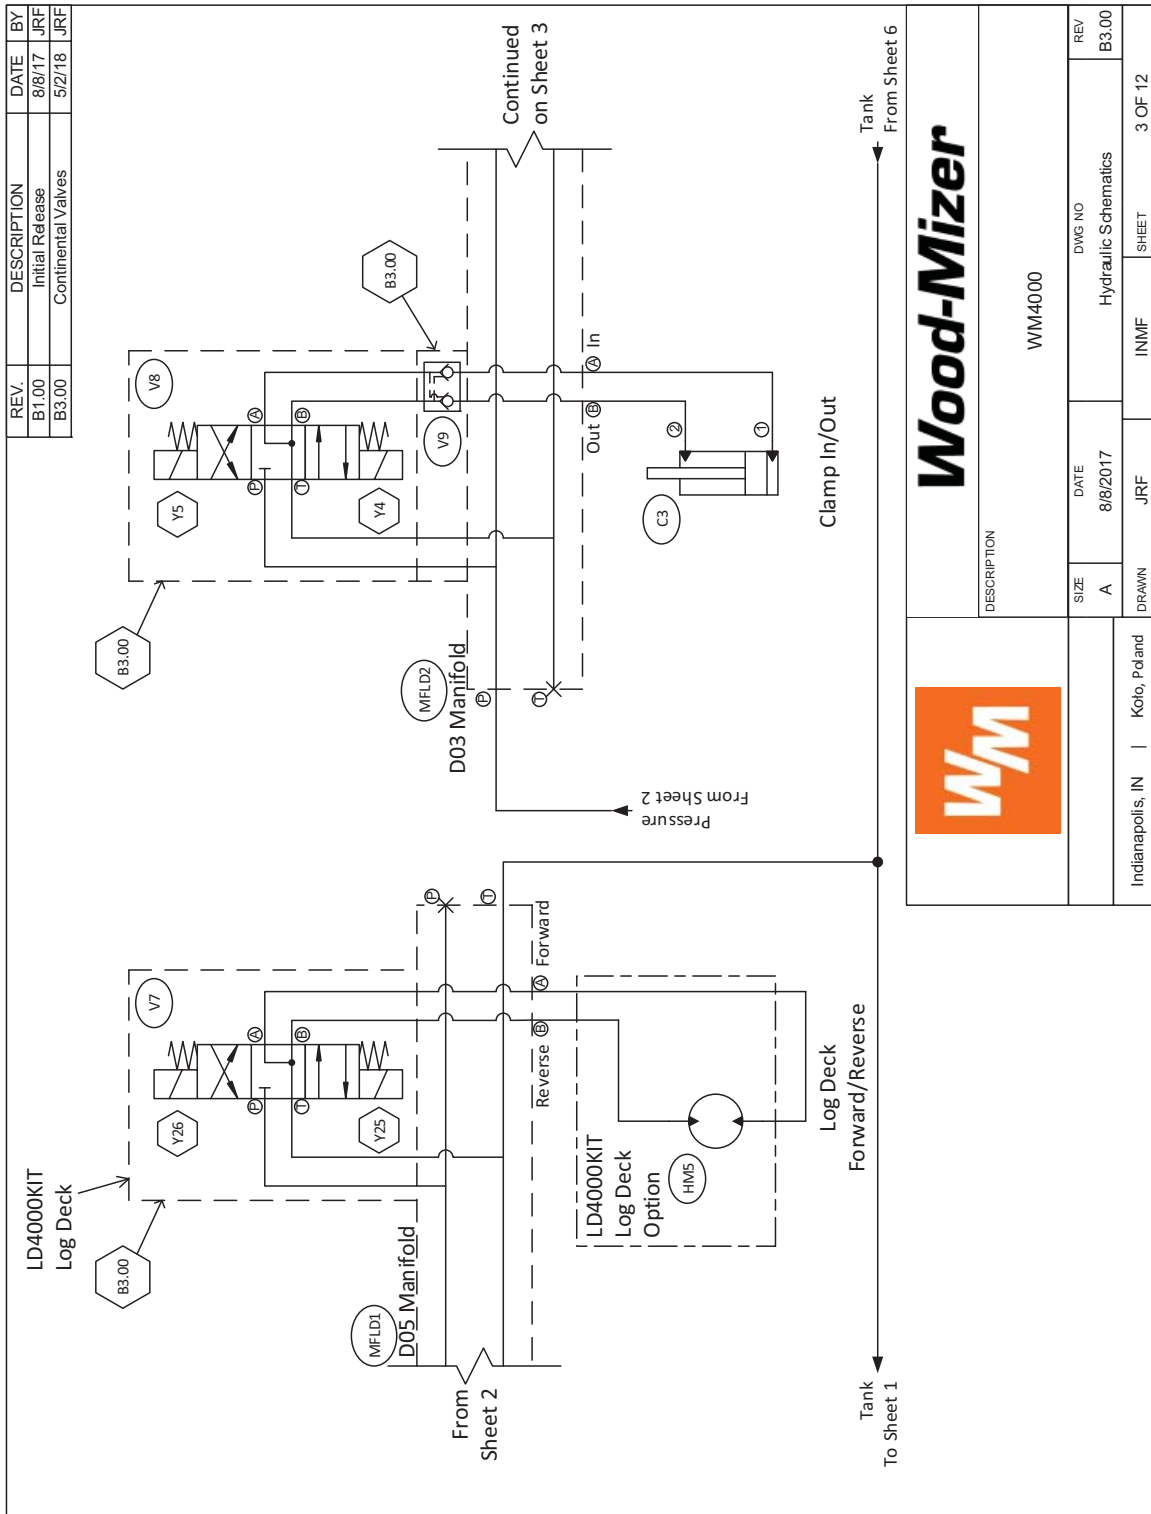 REV. DESCRIPTION DATE BY
B1.00 Initial Release 8/8/17 JRF
B3.00 Continental Valves 5/2/18 JRF
LD4000KIT
Log Deck
B3.00
V7
Y26
Y25
P
A
T
B
MFLD1
D05 Manifold
From
Sheet 2
P
T
Reverse
B
A
Forward
LD4000KIT
Log Deck
Option
HM5
Log Deck
Forward/Reverse
Tank
To Sheet 1
B3.00
V8
Y5
Y4
P
A
T
B
V9
B3.00
MFLD2
D03 Manifold
P
T
Pressure
From Sheet 2
Continued
on Sheet 3
Out
B
A
In
C3
2
1
Clamp In/Out
Tank
From Sheet 6
WM
Indianapolis, IN | Koło, Poland
Wood-Mizer
DESCRIPTION
WM4000
SIZE DATE DWG NO REV
A 8/8/2017 Hydraulic Schematics B3.00
DRAWN JRF INMF SHEET 3 OF 12